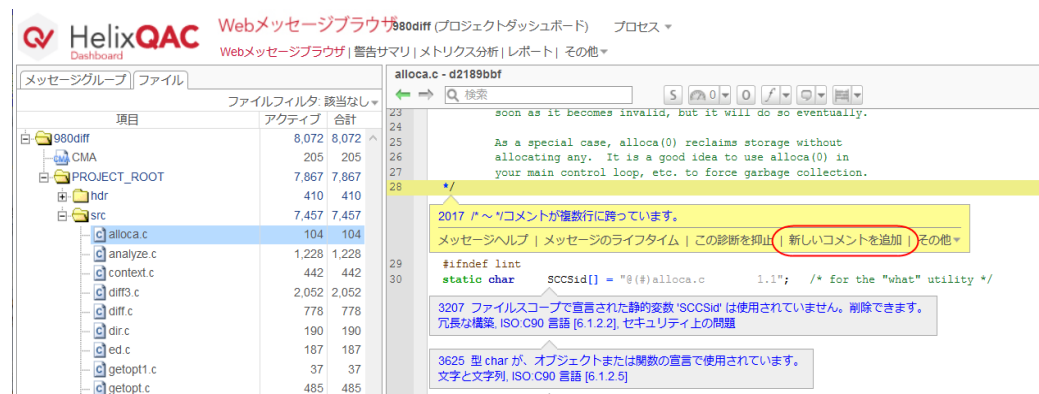 HelixQAC
Dashboard
Webメッセージブラウザ
980diff (プロジェクトダッシュボード) プロセス
Webメッセージブラウザ | 警告サマリ | メトリクス分析 | レポート | その他
メッセージグループ ファイル
ファイルフィルタ: 該当なし
項目 アクティブ 合計
980diff 8,072 8,072
CMA CMA 205 205
PROJECT_ROOT 7,867 7,867
hdr 410 410
src 7,457 7,457
c alloca.c 104 104
c analyze.c 1,228 1,228
c context.c 442 442
c diff3.c 2,052 2,052
c diff.c 778 778
c dir.c 190 190
c ed.c 187 187
c getopt1.c 37 37
c getopt.c 485 485
alloca.c - d2189bbf
検索 S 0 O f
23 soon as it becomes invalid, but it will do so eventually.
24
25 As a special case, alloca(0) reclaims storage without
26 allocating any. It is a good idea to use alloca(0) in
27 your main control loop, etc. to force garbage collection.
28 */
2017 /* ～ */コメントが複数行に跨っています。
メッセージヘルプ | メッセージのライフタイム | この診断を抑止 | 新しいコメントを追加 | その他
29 #ifndef lint
30 static char SCCSid[] = "@(#)alloca.c 1.1"; /* for the "what" utility */
3207 ファイルスコープで宣言された静的変数 'SCCSid' は使用されていません。削除できます。
冗長な構築, ISO:C90 言語 [6.1.2.2], セキュリティ上の問題
3625 型 char が、オブジェクトまたは関数の宣言で使用されています。
文字と文字列, ISO:C90 言語 [6.1.2.5]